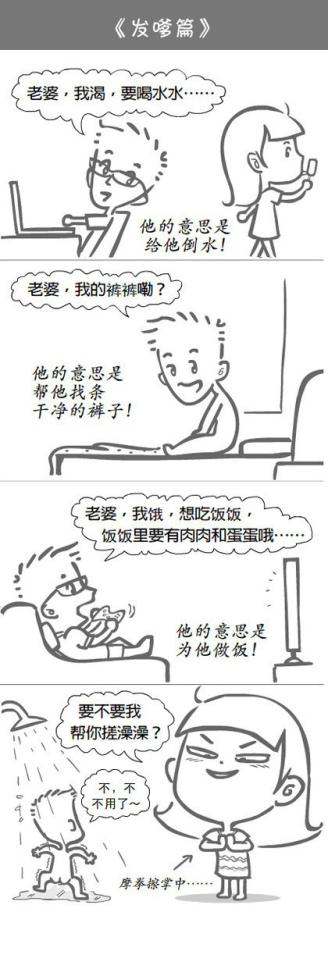 《发嗲篇》
老婆，我渴，要喝水水……
他的意思是
给他倒水！
老婆，我的裤裤嘞？
他的意思是
帮他找条
干净的裤子！
老婆，我饿，想吃饭饭，
饭饭里要有肉肉和蛋蛋哦……
他的意思是
为他做饭！
要不要我
帮你搓澡澡？
不，不
不用了～
摩拳擦掌中……